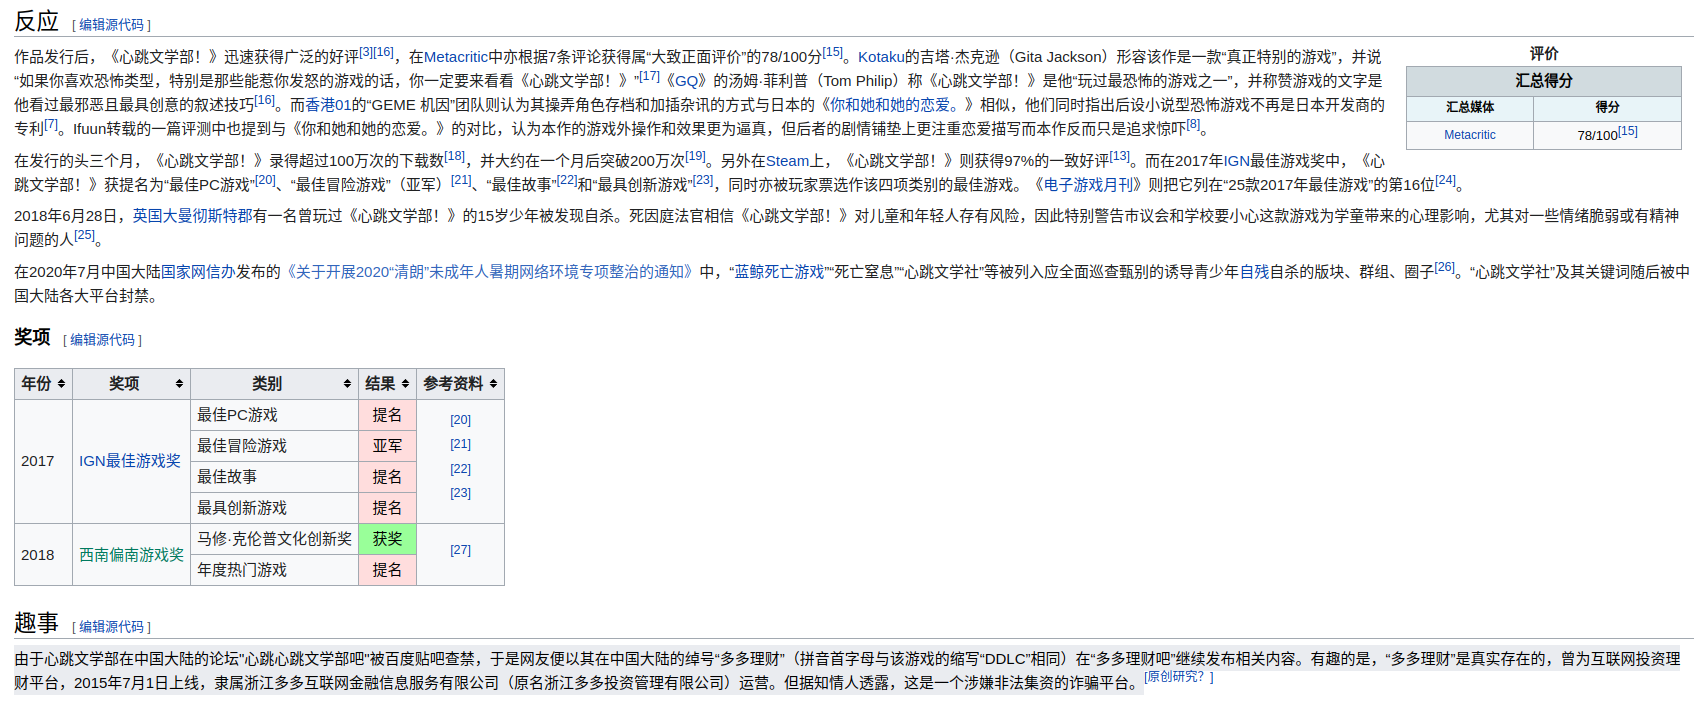 反应 [ 编辑源代码 ]
作品发行后，《心跳文学部！》迅速获得广泛的好评[3][16]，在Metacritic中亦根据7条评论获得属“大致正面评价”的78/100分[15]。Kotaku的吉塔·杰克逊（Gita Jackson）形容该作是一款“真正特别的游戏”，并说
“如果你喜欢恐怖类型，特别是那些能惹你发怒的游戏的话，你一定要来看看《心跳文学部！》”[17]《GQ》的汤姆·菲利普（Tom Philip）称《心跳文学部！》是他“玩过最恐怖的游戏之一”，并称赞游戏的文字是
他看过最邪恶且最具创意的叙述技巧[16]。而香港01的“GEME 机因”团队则认为其操弄角色存档和加插杂讯的方式与日本的《你和她和她的恋爱。》相似，他们同时指出后设小说型恐怖游戏不再是日本开发商的
专利[7]。Ifuun转载的一篇评测中也提到与《你和她和她的恋爱。》的对比，认为本作的游戏外操作和效果更为逼真，但后者的剧情铺垫上更注重恋爱描写而本作反而只是追求惊吓[8]。
评价
汇总得分
汇总媒体 得分
Metacritic 78/100[15]
在发行的头三个月，《心跳文学部！》录得超过100万次的下载数[18]，并大约在一个月后突破200万次[19]。另外在Steam上，《心跳文学部！》则获得97%的一致好评[13]。而在2017年IGN最佳游戏奖中，《心
跳文学部！》获提名为“最佳PC游戏”[20]、“最佳冒险游戏”（亚军）[21]、“最佳故事”[22]和“最具创新游戏”[23]，同时亦被玩家票选作该四项类别的最佳游戏。《电子游戏月刊》则把它列在“25款2017年最佳游戏”的第16位[24]。
2018年6月28日，英国大曼彻斯特郡有一名曾玩过《心跳文学部！》的15岁少年被发现自杀。死因庭法官相信《心跳文学部！》对儿童和年轻人存有风险，因此特别警告市议会和学校要小心这款游戏为学童带来的心理影响，尤其对一些情绪脆弱或有精神
问题的人[25]。
在2020年7月中国大陆国家网信办发布的《关于开展2020“清朗”未成年人暑期网络环境专项整治的通知》中，“蓝鲸死亡游戏”“死亡窒息”“心跳文学社”等被列入应全面巡查甄别的诱导青少年自残自杀的版块、群组、圈子[26]。“心跳文学社”及其关键词随后被中
国大陆各大平台封禁。
奖项 [ 编辑源代码 ]
年份 奖项 类别 结果 参考资料
2017 IGN最佳游戏奖 最佳PC游戏 提名 [20]
最佳冒险游戏 亚军 [21]
最佳故事 提名 [22]
最具创新游戏 提名 [23]
2018 西南偏南游戏奖 马修·克伦普文化创新奖 获奖 [27]
年度热门游戏 提名
趣事 [ 编辑源代码 ]
由于心跳文学部在中国大陆的论坛"心跳心跳文学部吧"被百度贴吧查禁，于是网友便以其在中国大陆的绰号“多多理财”（拼音首字母与该游戏的缩写“DDLC”相同）在“多多理财吧”继续发布相关内容。有趣的是，“多多理财”是真实存在的，曾为互联网投资理
财平台，2015年7月1日上线，隶属浙江多多互联网金融信息服务有限公司（原名浙江多多投资管理有限公司）运营。但据知情人透露，这是一个涉嫌非法集资的诈骗平台。[原创研究？]